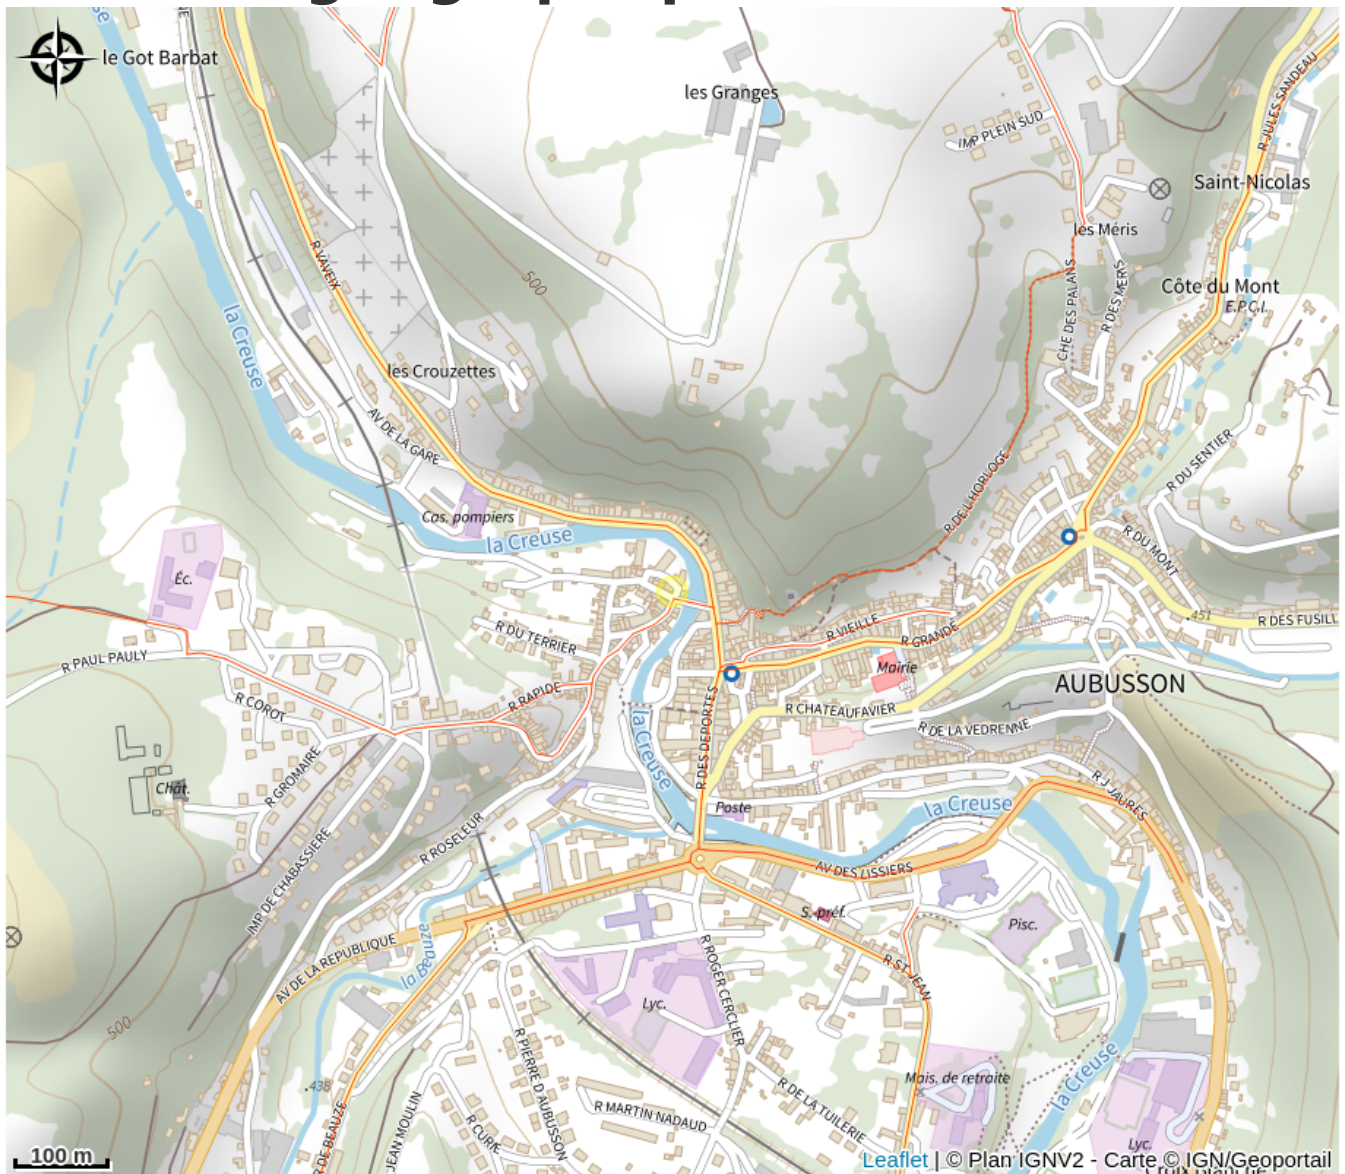 le Got Barbat
les Granges
IMP PLEIN SUD
R JULES SANDEAU
Saint-Nicolas
les Méris
R VAVEIX
500
CHE DES PALANS
R DES MERIS
Côte du Mont
E.P.C.I.
la Creuse
les Crouzettes
AV DE LA GARE
R DU SENTIER
R DE L'HORLOGE
Cas. pompiers
la Creuse
R DU MONT
Éc.
.451
R DES FUSILL
R DU TERRIER
R VIEILLE
R GRANDE
R PAUL PAULY
Mairie
AUBUSSON
R RAPIDE
R COROT
R CHATEAUFAVIER
R DE LA VEDRENNE
la Creuse
R DES DEPORTES
R GROMAIRE
Chât.
R J JAURES
Poste
la Creuse
R ROSELEUR
IMP DE CHABASSIERE
AV DES LISSIERS
S.-préf.
Pisc.
AV DE LA REPUBLIQUE
la Beauze
R ST JEAN
R ROGER CERCLIER
Lyc.
500
R PIERRE D'AUBUSSON
.438
Mais. de retraite
la Creuse
R DE LA TUILERIE
R MARTIN NADAUD
DE BEAUZE
JEAN MOULIN
R CURIE
Lyc.
100 m
Leaflet | © Plan IGNV2 - Carte © IGN/Geoportail